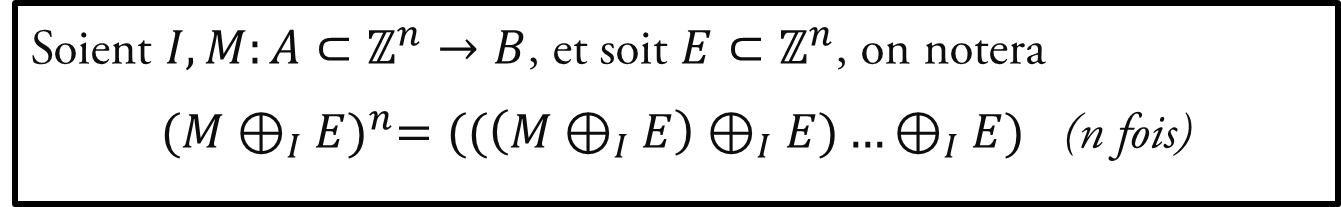 Soient I, M: A ⊂ ℤⁿ → B, et soit E ⊂ ℤⁿ, on notera
(M ⊕_I E)ⁿ= (((M ⊕_I E) ⊕_I E) … ⊕_I E) (n fois)